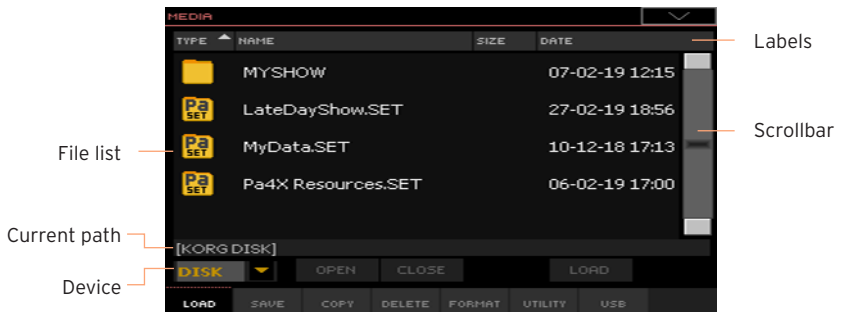 MEDIA
TYPE NAME SIZE DATE
Labels
MYSHOW 07-02-19 12:15
Pa SET LateDayShow.SET 27-02-19 18:56
Scrollbar
Pa SET MyData.SET 10-12-18 17:13
File list
Pa SET Pa4X Resources.SET 06-02-19 17:00
Current path
[KORG DISK]
Device
DISK OPEN CLOSE LOAD
LOAD SAVE COPY DELETE FORMAT UTILITY USB